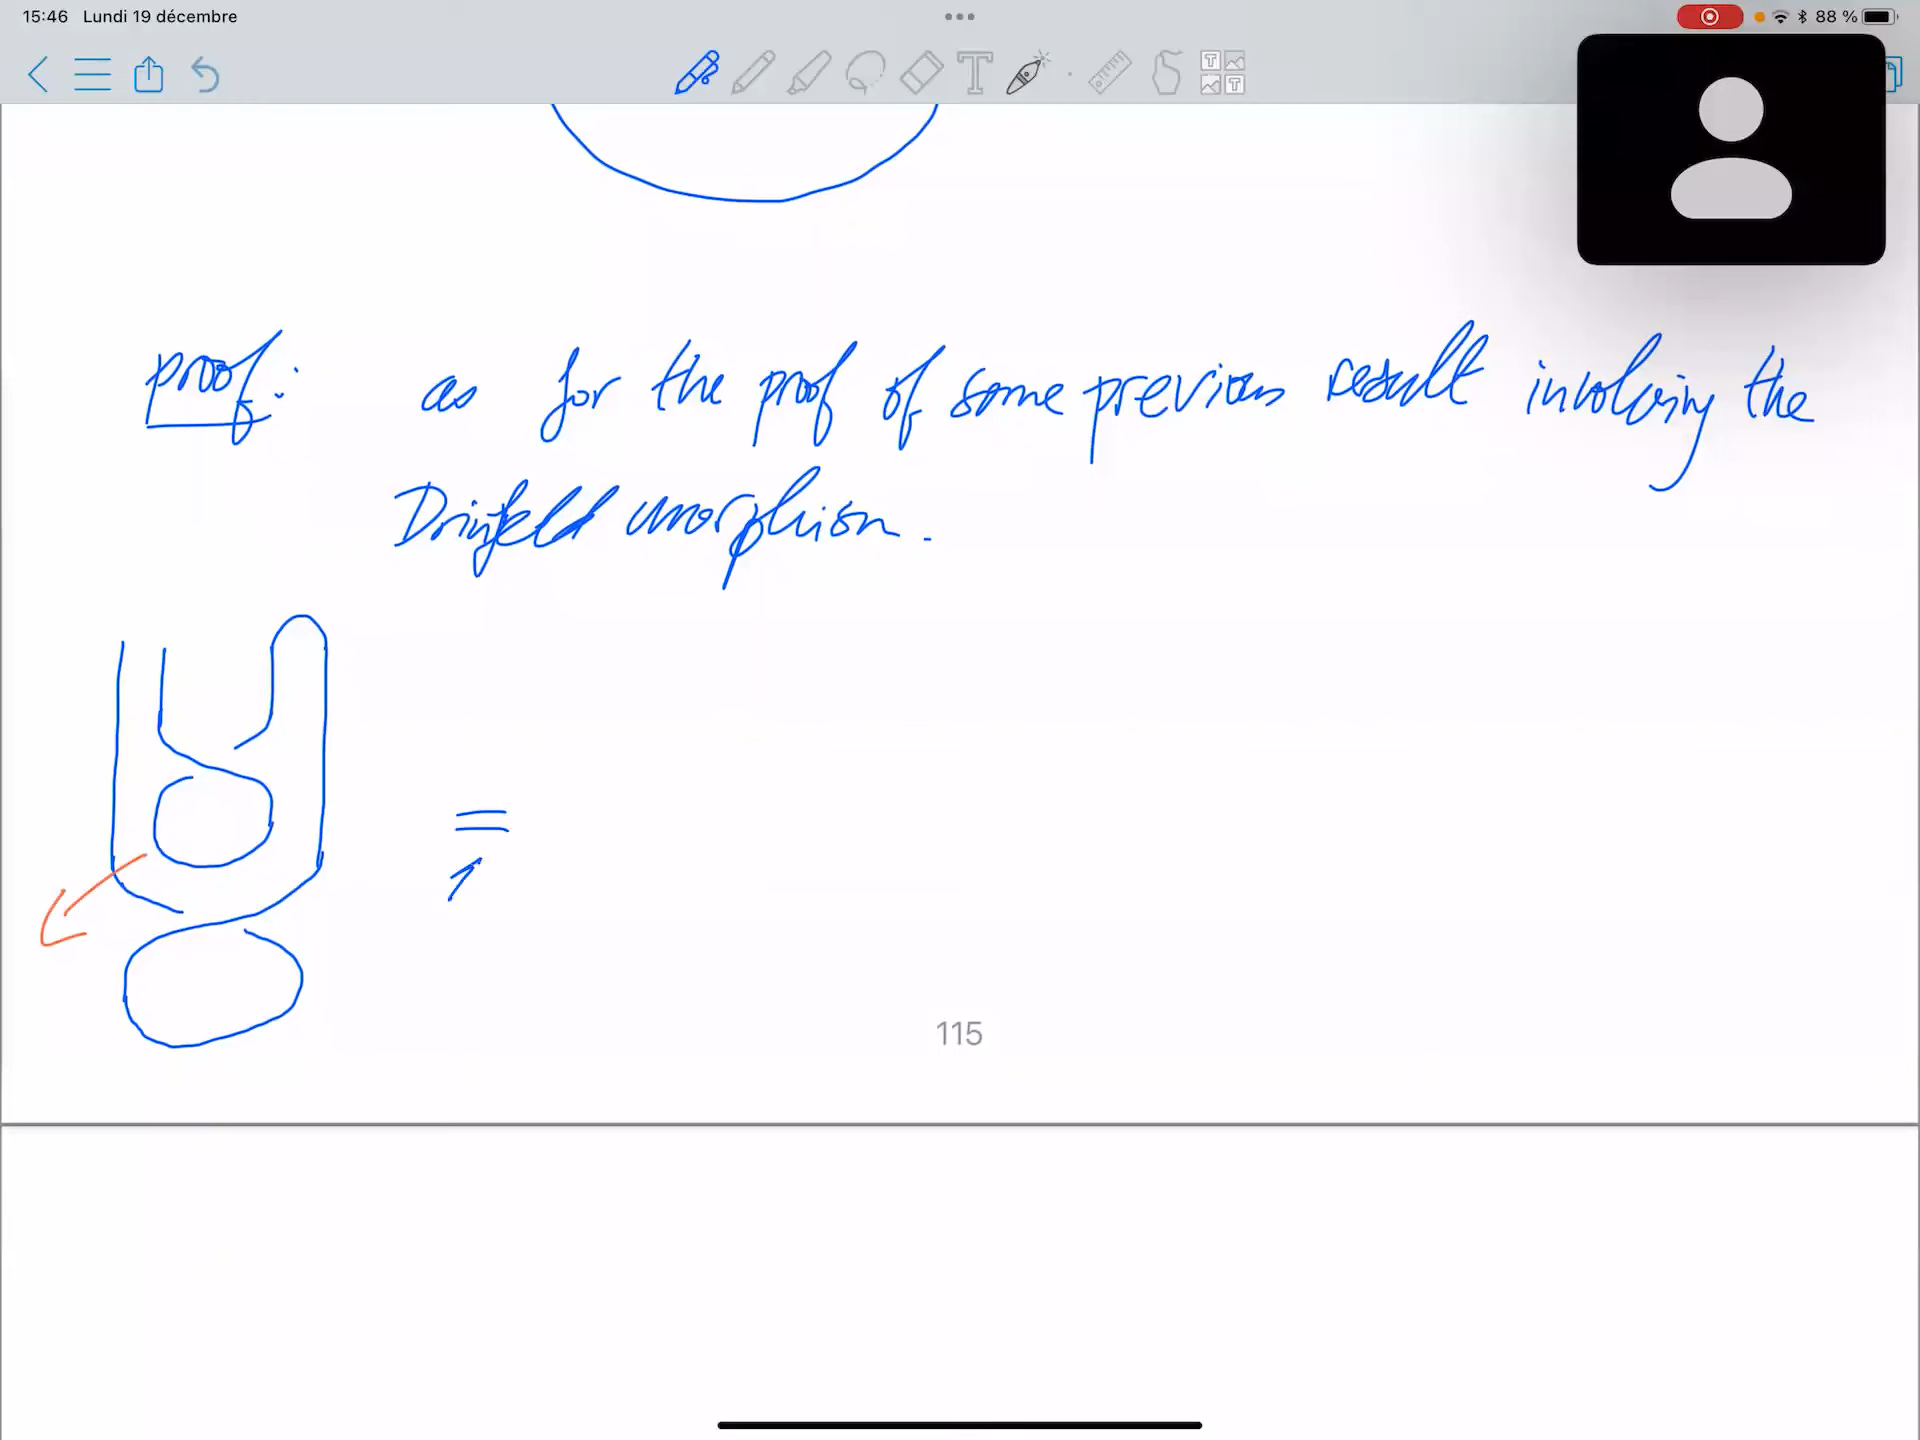 15:46 Lundi 19 décembre
88 %
proof: as for the proof of some previous result involving the
Drinfeld morphism.
=
115